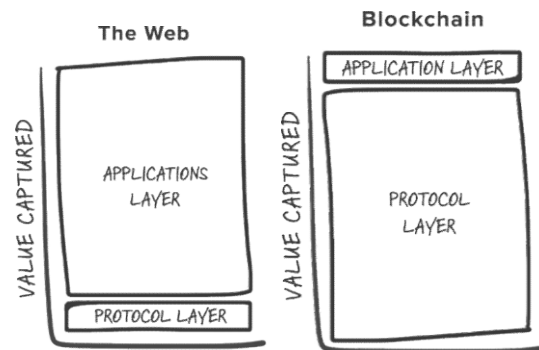 The Web
VALUE CAPTURED
APPLICATIONS
LAYER
PROTOCOL LAYER
Blockchain
VALUE CAPTURED
APPLICATION LAYER
PROTOCOL
LAYER